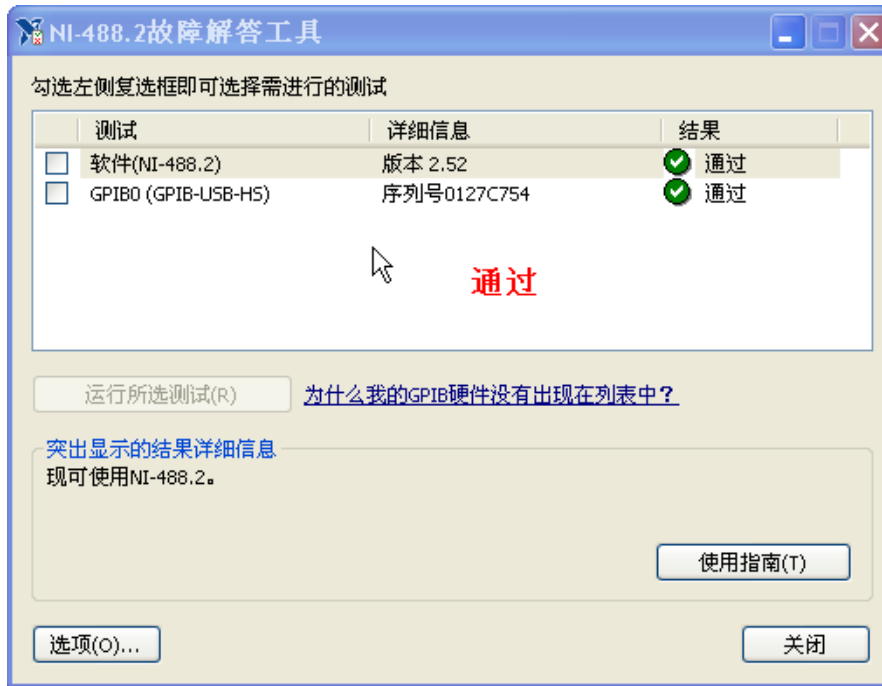 NI-488.2故障解答工具
勾选左侧复选框即可选择需进行的测试
测试 详细信息 结果
软件(NI-488.2) 版本 2.52 通过
GPIB0 (GPIB-USB-HS) 序列号0127C754 通过
通过
运行所选测试(R) 为什么我的GPIB硬件没有出现在列表中？
突出显示的结果详细信息
现可使用NI-488.2。
使用指南(T)
选项(O)... 关闭